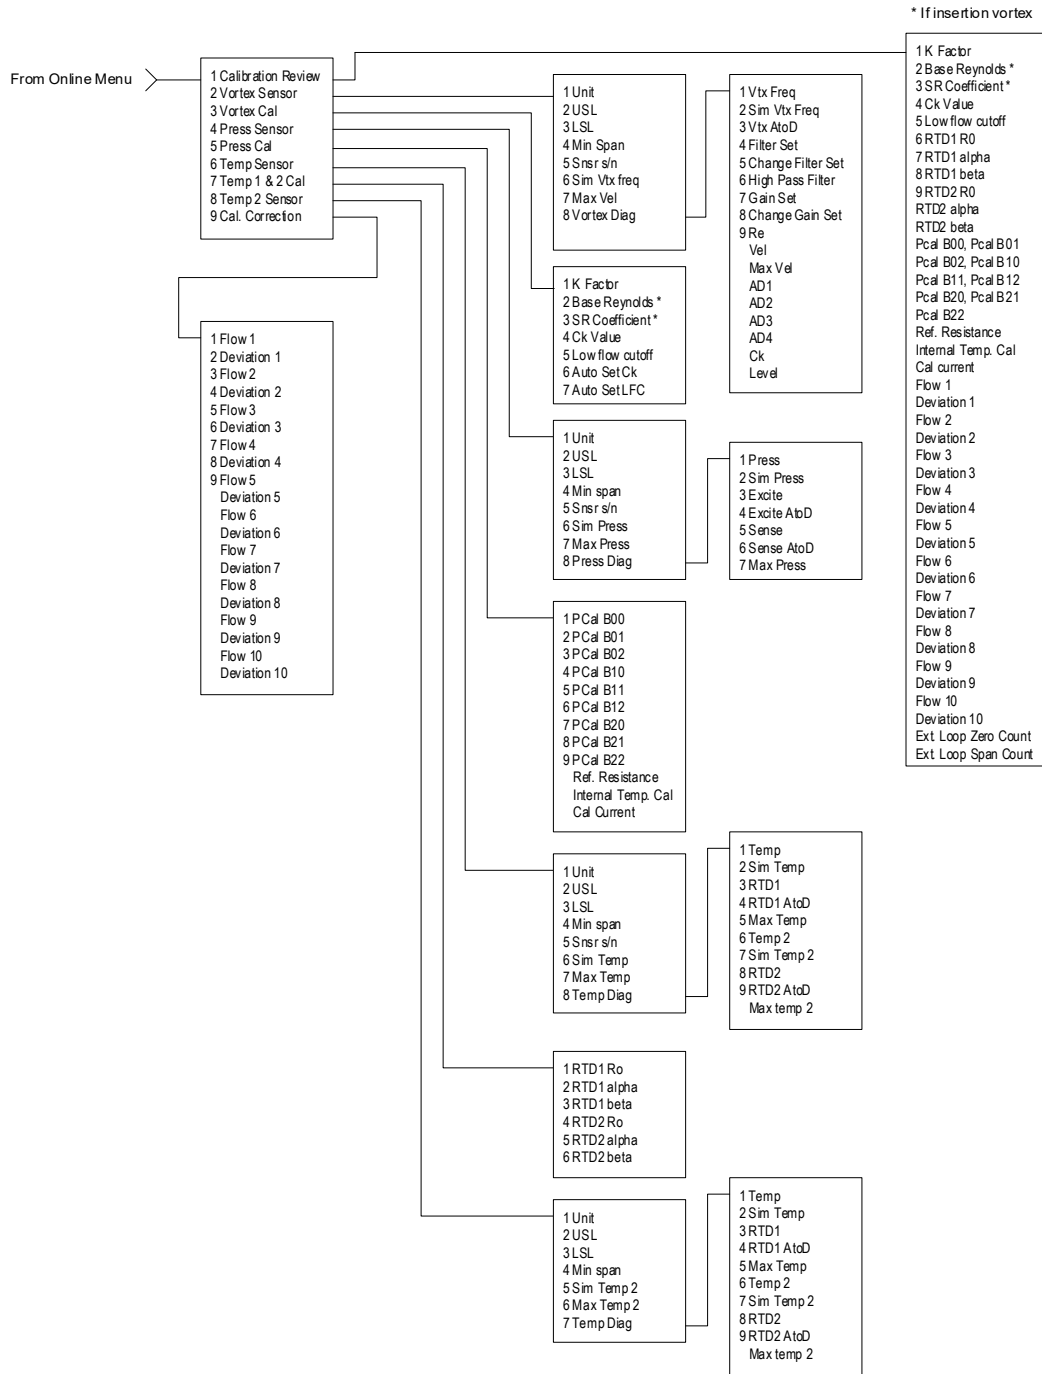 * If insertion vortex
From Online Menu
1 Calibration Review
2 Vortex Sensor
3 Vortex Cal
4 Press Sensor
5 Press Cal
6 Temp Sensor
7 Temp 1 & 2 Cal
8 Temp 2 Sensor
9 Cal. Correction
1 Flow 1
2 Deviation 1
3 Flow 2
4 Deviation 2
5 Flow 3
6 Deviation 3
7 Flow 4
8 Deviation 4
9 Flow 5
Deviation 5
Flow 6
Deviation 6
Flow 7
Deviation 7
Flow 8
Deviation 8
Flow 9
Deviation 9
Flow 10
Deviation 10
1 Unit
2 USL
3 LSL
4 Min Span
5 Snsr s/n
6 Sim Vtx freq
7 Max Vel
8 Vortex Diag
1 Vtx Freq
2 Sim Vtx Freq
3 Vtx AtoD
4 Filter Set
5 Change Filter Set
6 High Pass Filter
7 Gain Set
8 Change Gain Set
9 Re
Vel
Max Vel
AD1
AD2
AD3
AD4
Ck
Level
1 K Factor
2 Base Reynolds *
3 SR Coefficient *
4 Ck Value
5 Low flow cutoff
6 Auto Set Ck
7 Auto Set LFC
1 Unit
2 USL
3 LSL
4 Min span
5 Snsr s/n
6 Sim Press
7 Max Press
8 Press Diag
1 Press
2 Sim Press
3 Excite
4 Excite AtoD
5 Sense
6 Sense AtoD
7 Max Press
1 PCal B00
2 PCal B01
3 PCal B02
4 PCal B10
5 PCal B11
6 PCal B12
7 PCal B20
8 PCal B21
9 PCal B22
Ref. Resistance
Internal Temp. Cal
Cal Current
1 Unit
2 USL
3 LSL
4 Min span
5 Snsr s/n
6 Sim Temp
7 Max Temp
8 Temp Diag
1 Temp
2 Sim Temp
3 RTD1
4 RTD1 AtoD
5 Max Temp
6 Temp 2
7 Sim Temp 2
8 RTD2
9 RTD2 AtoD
Max temp 2
1 RTD1 Ro
2 RTD1 alpha
3 RTD1 beta
4 RTD2 Ro
5 RTD2 alpha
6 RTD2 beta
1 Unit
2 USL
3 LSL
4 Min span
5 Sim Temp 2
6 Max Temp 2
7 Temp Diag
1 Temp
2 Sim Temp
3 RTD1
4 RTD1 AtoD
5 Max Temp
6 Temp 2
7 Sim Temp 2
8 RTD2
9 RTD2 AtoD
Max temp 2
1 K Factor
2 Base Reynolds *
3 SR Coefficient *
4 Ck Value
5 Low flow cutoff
6 RTD1 R0
7 RTD1 alpha
8 RTD1 beta
9 RTD2 R0
RTD2 alpha
RTD2 beta
Pcal B00, Pcal B01
Pcal B02, Pcal B10
Pcal B11, Pcal B12
Pcal B20, Pcal B21
Pcal B22
Ref. Resistance
Internal Temp. Cal
Cal current
Flow 1
Deviation 1
Flow 2
Deviation 2
Flow 3
Deviation 3
Flow 4
Deviation 4
Flow 5
Deviation 5
Flow 6
Deviation 6
Flow 7
Deviation 7
Flow 8
Deviation 8
Flow 9
Deviation 9
Flow 10
Deviation 10
Ext. Loop Zero Count
Ext. Loop Span Count